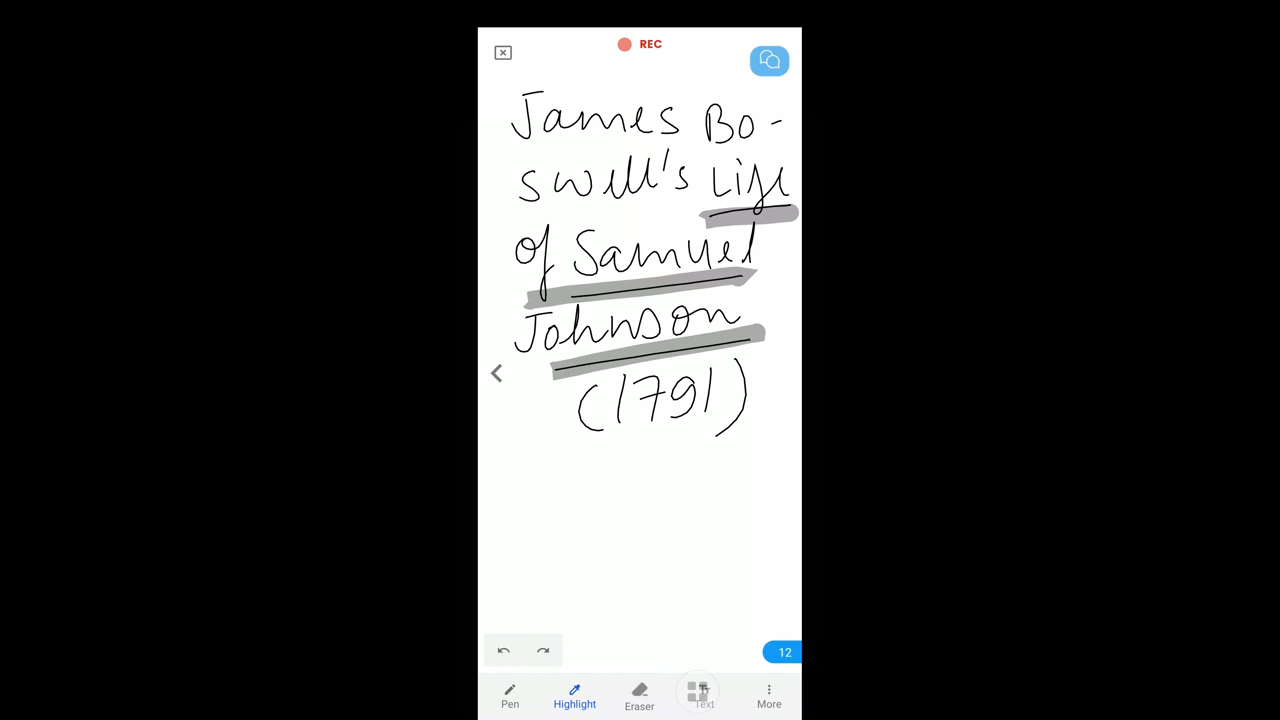 REC
James Bo-
swell's Life
of Samuel
Johnson
(1791)
12
Pen
Highlight
Eraser
Text
More